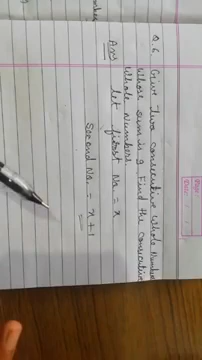 Page:
Date: / /
Q.6. Give Two consecutive whole Number
whose sum is 9. Find the consecutive
whole Numbers.
Ans let first No. = x
Second No. = x+1